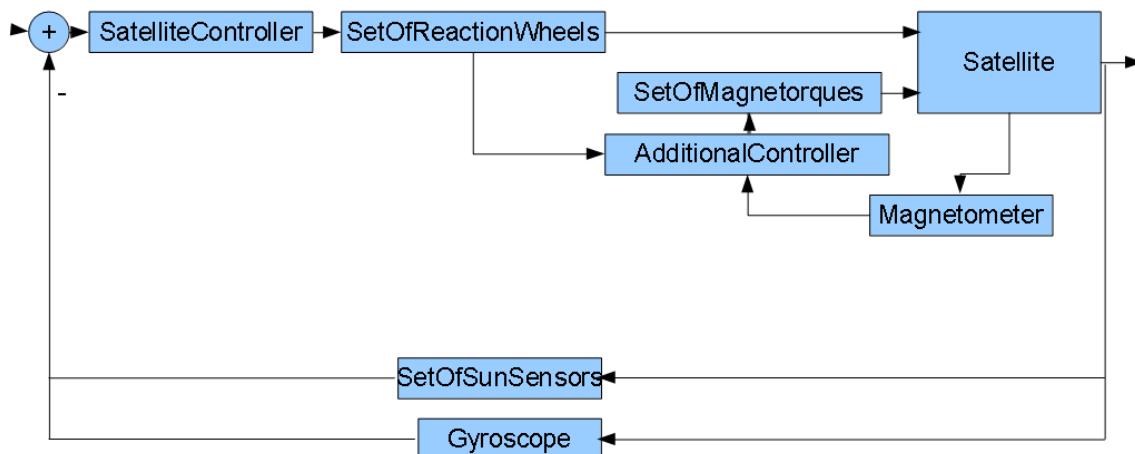 +
SatelliteController
SetOfReactionWheels
Satellite
SetOfMagnetorques
-
AdditionalController
Magnetometer
SetOfSunSensors
Gyroscope